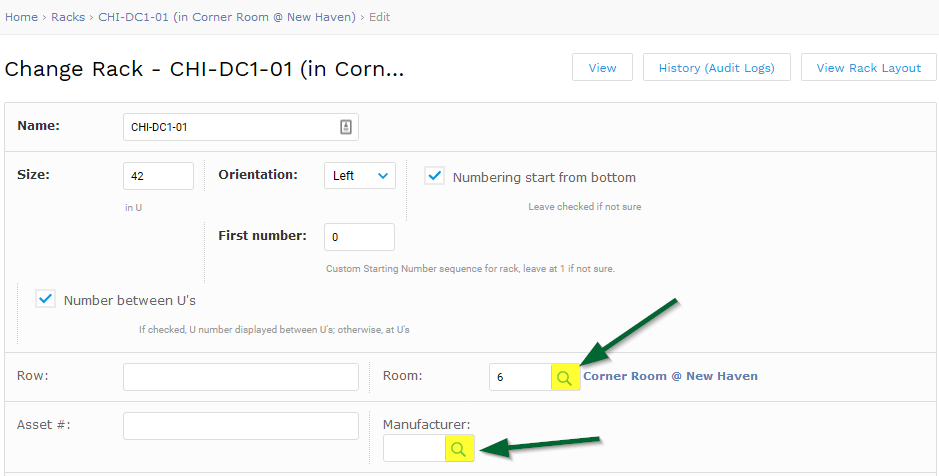 Home › Racks › CHI-DC1-01 (in Corner Room @ New Haven) › Edit
Change Rack - CHI-DC1-01 (in Corn...
View
History (Audit Logs)
View Rack Layout
Name:
CHI-DC1-01
Size:
42
Orientation:
Left
Numbering start from bottom
in U
Leave checked if not sure
First number:
0
Custom Starting Number sequence for rack, leave at 1 if not sure.
Number between U's
If checked, U number displayed between U's; otherwise, at U's
Row:
Room:
6
Corner Room @ New Haven
Asset #:
Manufacturer: